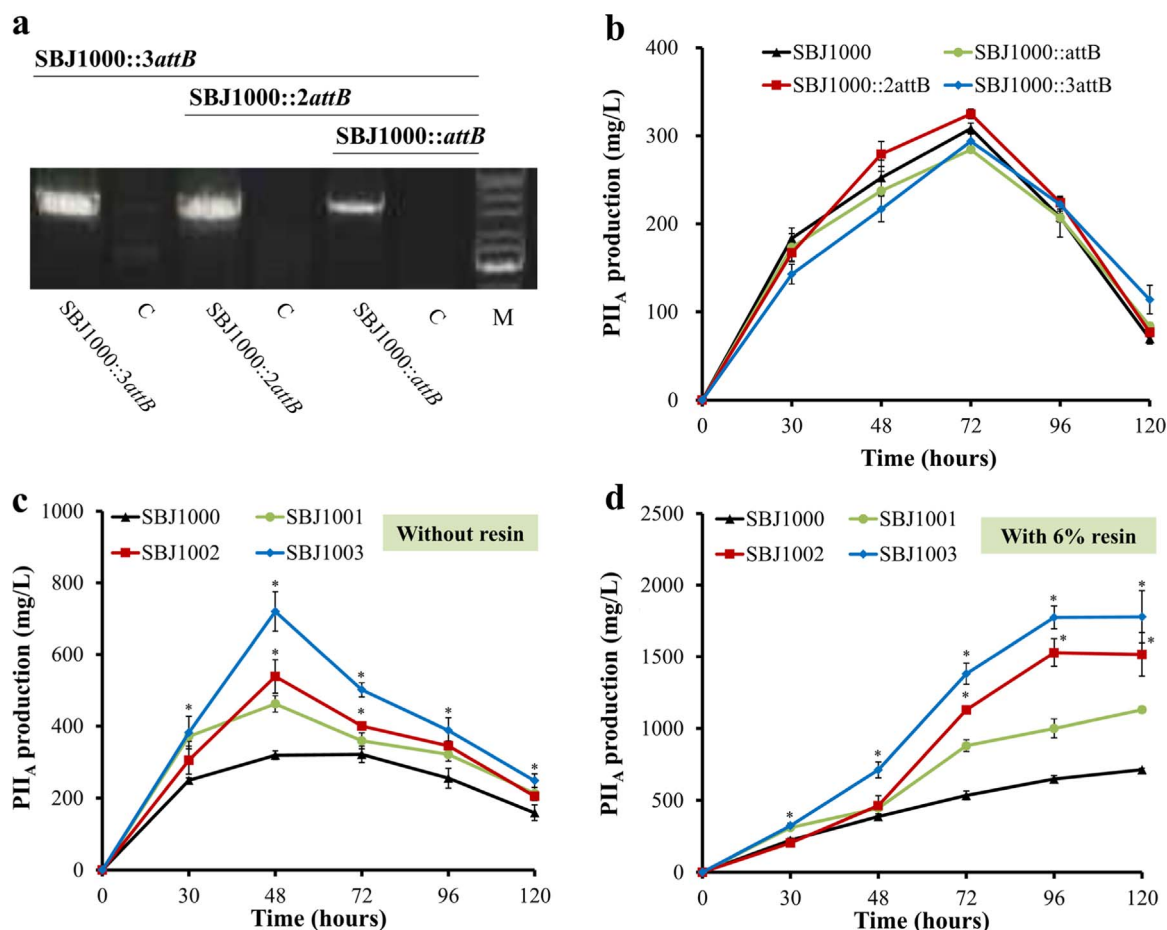 a
SBJ1000::3attB
SBJ1000::2attB
SBJ1000::attB
SBJ1000::3attB
C
SBJ1000::2attB
C
SBJ1000::attB
C
M
b
SBJ1000 SBJ1000::attB
SBJ1000::2attB SBJ1000::3attB
PIIA production (mg/L)
400
300
200
100
0
0 30 48 72 96 120
Time (hours)
c
SBJ1000 SBJ1001
SBJ1002 SBJ1003
Without resin
PIIA production (mg/L)
1000
800
600
400
200
0
* * * * * * *
0 30 48 72 96 120
Time (hours)
d
SBJ1000 SBJ1001
SBJ1002 SBJ1003
With 6% resin
PIIA production (mg/L)
2500
2000
1500
1000
500
0
* * * * * * * *
0 30 48 72 96 120
Time (hours)